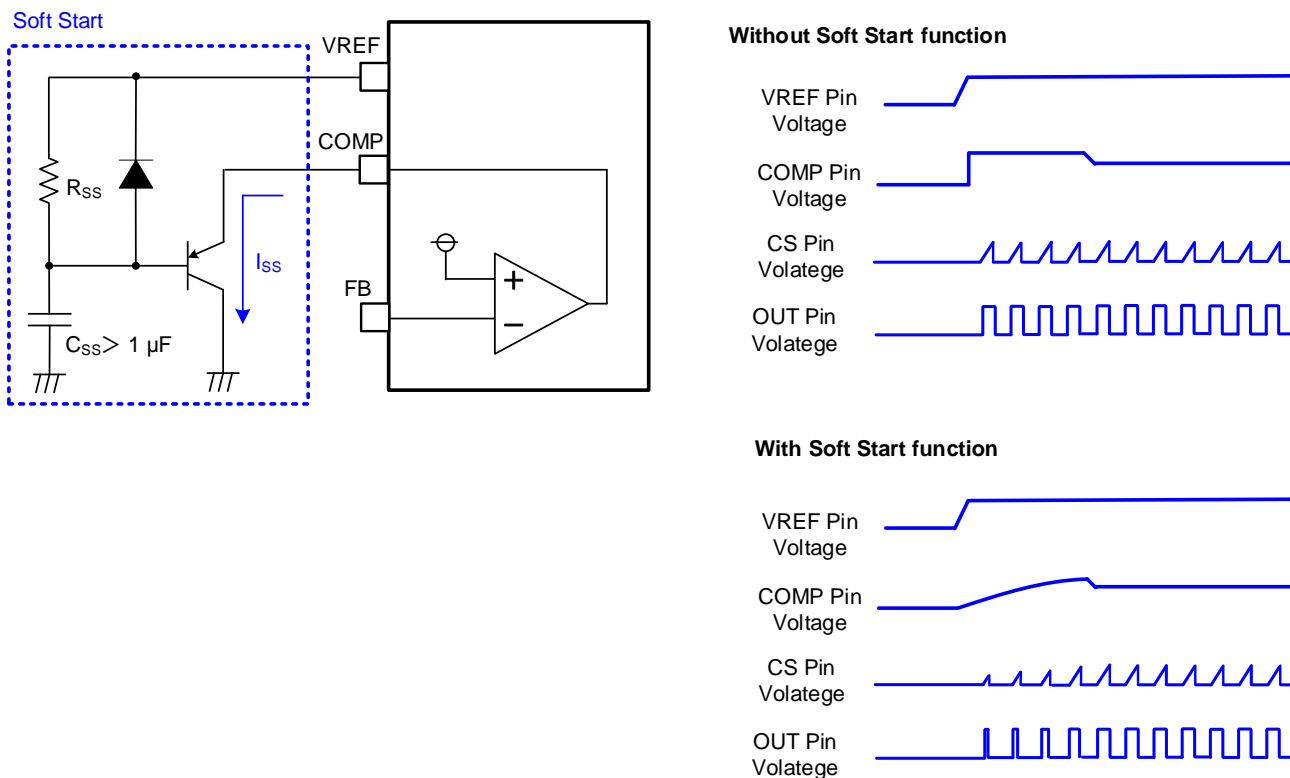 Soft Start
VREF
COMP
RSS
ISS
FB
CSS> 1 µF
+
−
Without Soft Start function
VREF Pin
Voltage
COMP Pin
Voltage
CS Pin
Volatege
OUT Pin
Volatege
With Soft Start function
VREF Pin
Voltage
COMP Pin
Voltage
CS Pin
Volatege
OUT Pin
Volatege